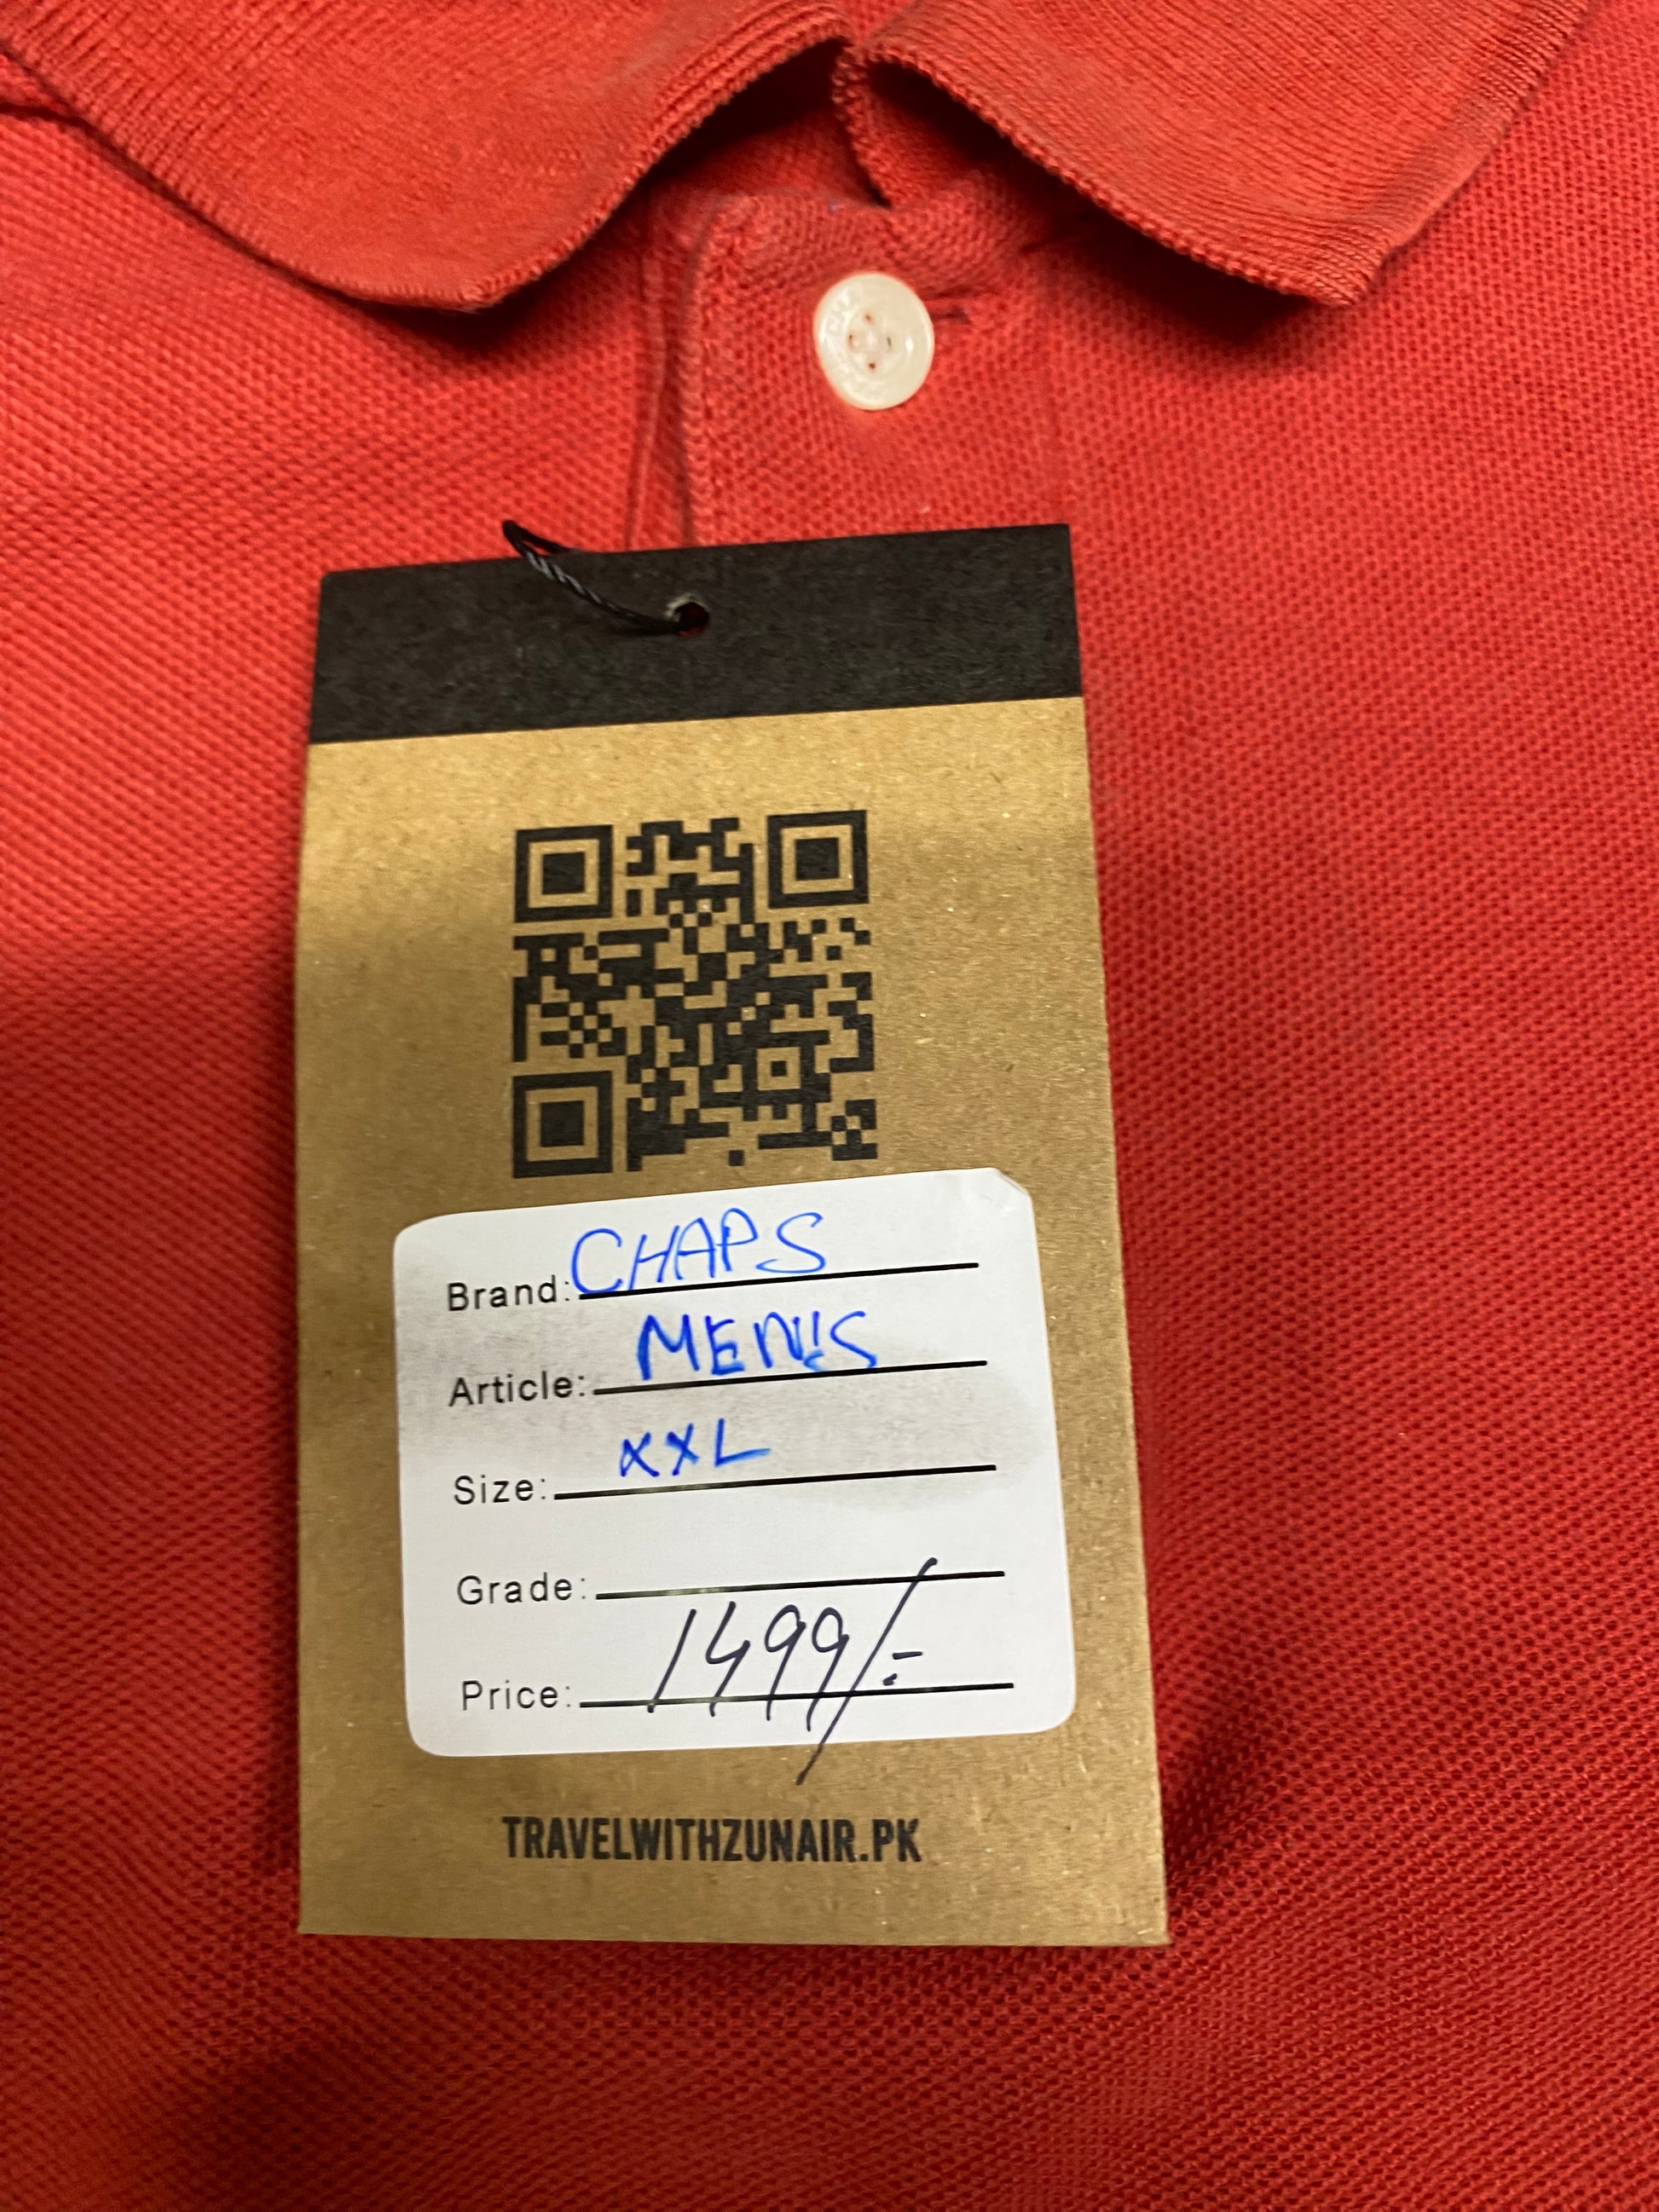 Brand: CHAPS
Article: MEN'S
Size: XXL
Grade:
Price: 1499/-
TRAVELWITHZUNAIR.PK